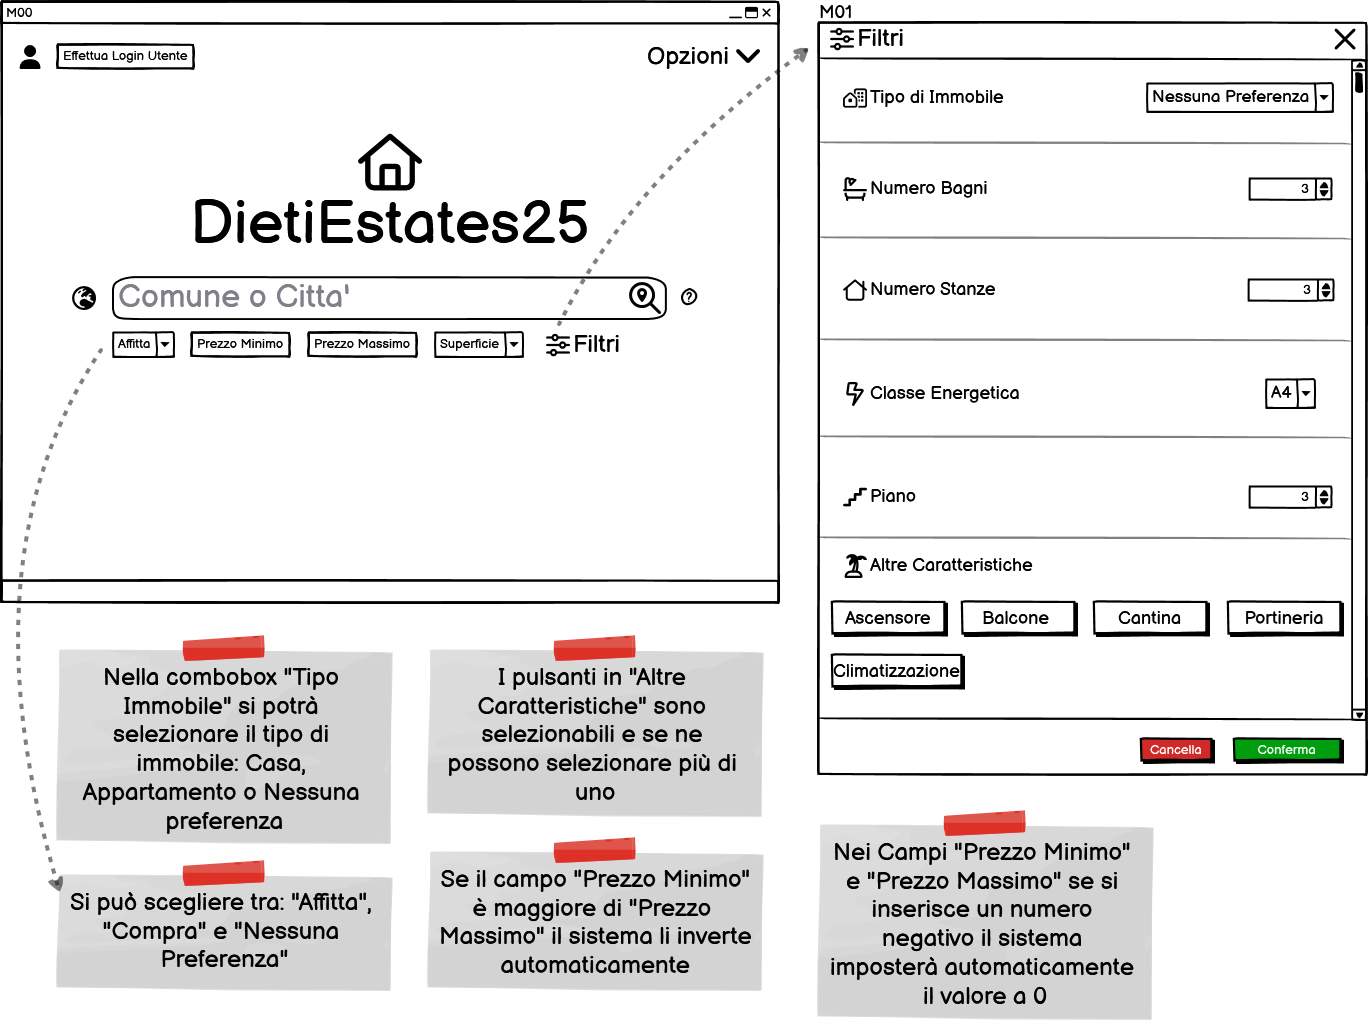 M00
Effettua Login Utente
Opzioni
DietiEstates25
Comune o Citta'
?
Affitta
Prezzo Minimo
Prezzo Massimo
Superficie
Filtri
M01
Filtri
Tipo di Immobile
Nessuna Preferenza
Numero Bagni
3
Numero Stanze
3
Classe Energetica
A4
Piano
3
Altre Caratteristiche
Ascensore
Balcone
Cantina
Portineria
Climatizzazione
Cancella
Conferma
Nella combobox "Tipo
Immobile" si potrà
selezionare il tipo di
immobile: Casa,
Appartamento o Nessuna
preferenza
I pulsanti in "Altre
Caratteristiche" sono
selezionabili e se ne
possono selezionare più di
uno
Si può scegliere tra: "Affitta",
"Compra" e "Nessuna
Preferenza"
Se il campo "Prezzo Minimo"
è maggiore di "Prezzo
Massimo" il sistema li inverte
automaticamente
Nei Campi "Prezzo Minimo"
e "Prezzo Massimo" se si
inserisce un numero
negativo il sistema
imposterà automaticamente
il valore a 0